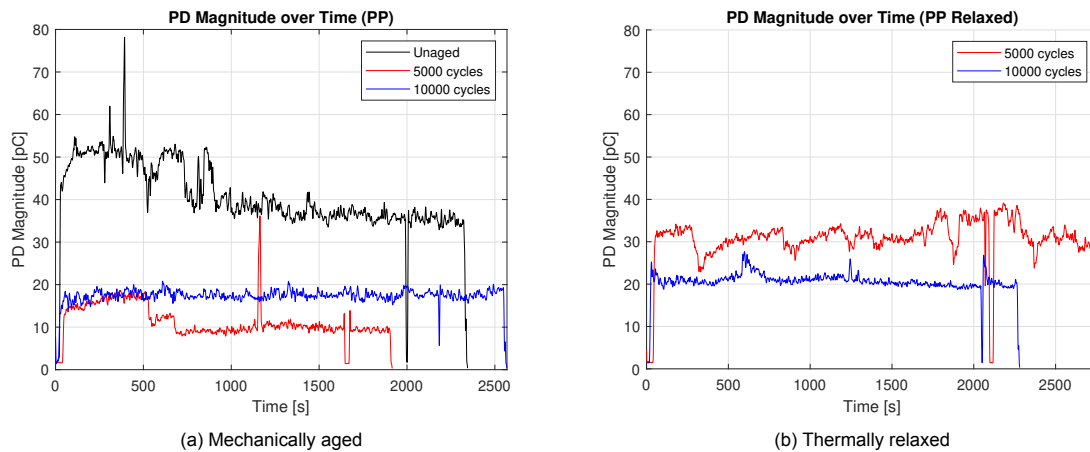 PD Magnitude over Time (PP)
PD Magnitude [pC]
80
70
60
50
40
30
20
10
0
Unaged
5000 cycles
10000 cycles
0 500 1000 1500 2000 2500
Time [s]
(a) Mechanically aged
PD Magnitude over Time (PP Relaxed)
PD Magnitude [pC]
80
70
60
50
40
30
20
10
0
5000 cycles
10000 cycles
0 500 1000 1500 2000 2500
Time [s]
(b) Thermally relaxed